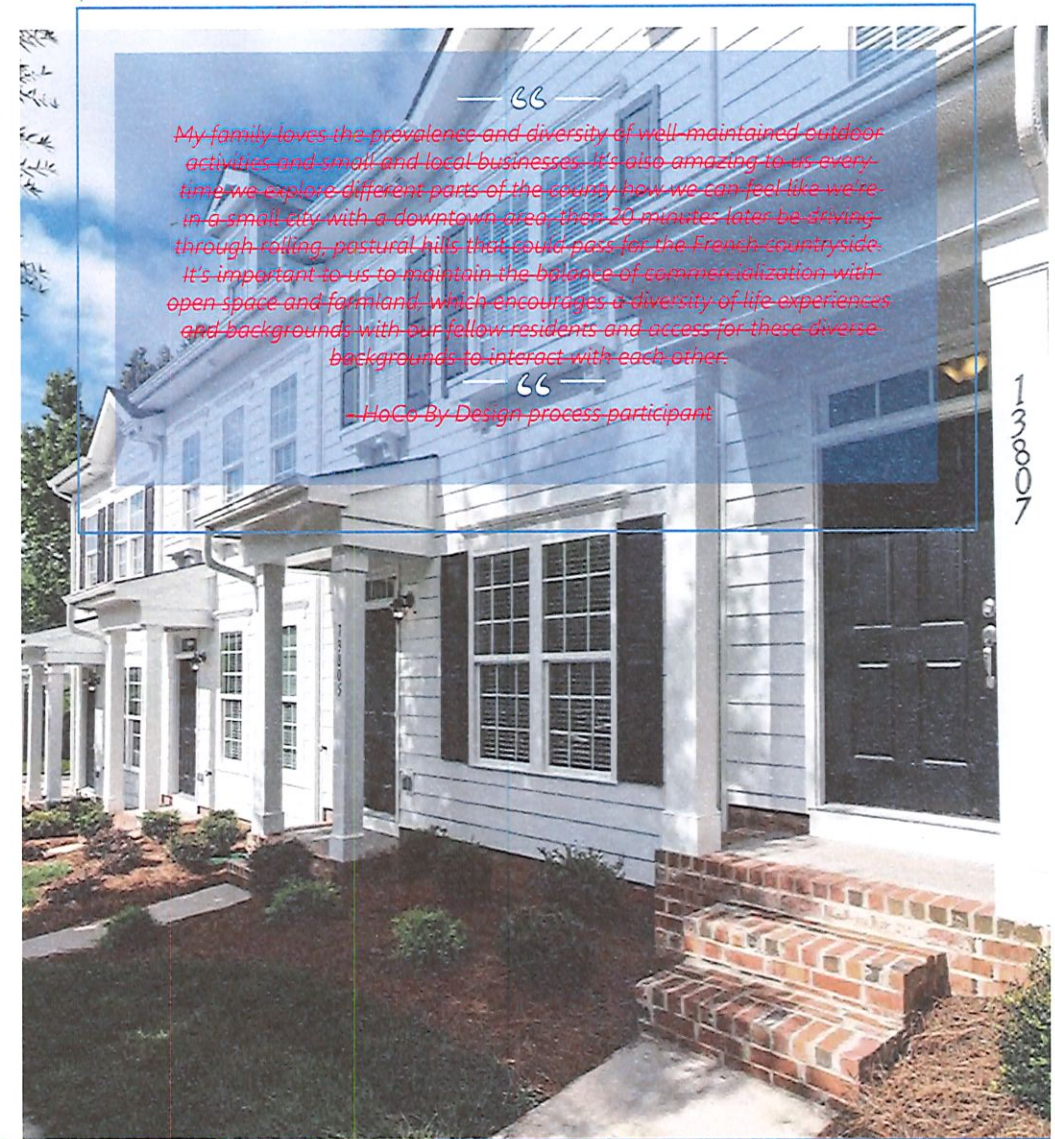 “
My family loves the prevalence and diversity of well-maintained outdoor
activities and small and local businesses. It's also amazing to us every
time we explore different parts of the county how we can feel like we're
in a small city with a downtown area, then 20 minutes later be driving
through rolling, pastural hills that could pass for the French countryside.
It's important to us to maintain the balance of commercialization with
open space and farmland, which encourages a diversity of life experiences
and backgrounds with our fellow residents and access for these diverse
backgrounds to interact with each other.
“
- HoCo By Design process participant
13807
13805